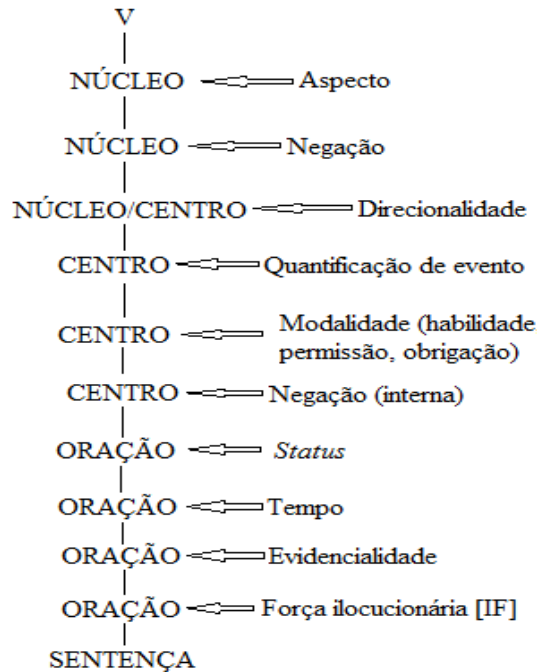 V
NÚCLEO Aspecto
NÚCLEO Negação
NÚCLEO/CENTRO Direcionalidade
CENTRO Quantificação de evento
CENTRO Modalidade (habilidade
permissão, obrigação)
CENTRO Negação (interna)
ORAÇÃO Status
ORAÇÃO Tempo
ORAÇÃO Evidencialidade
ORAÇÃO Força ilocucionária [IF]
SENTENÇA